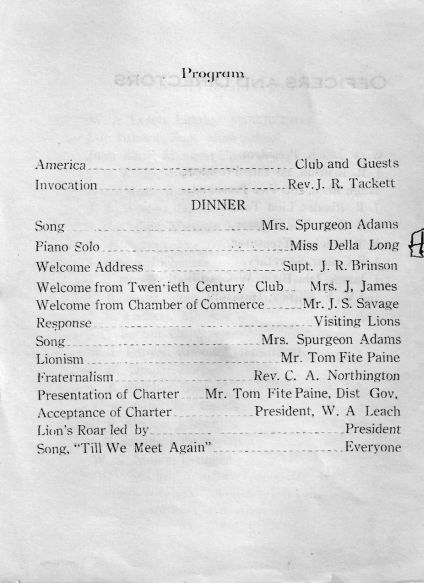 Program
America Club and Guests
Invocation Rev. J. R. Tackett
DINNER
Song Mrs. Spurgeon Adams
Piano Solo Miss Della Long
Welcome Address Supt. J. R. Brinson
Welcome from Twentieth Century Club Mrs. J, James
Welcome from Chamber of Commerce Mr. J. S. Savage
Response Visiting Lions
Song Mrs. Spurgeon Adams
Lionism Mr. Tom Fite Paine
Fraternalism Rev. C. A. Northington
Presentation of Charter Mr. Tom Fite Paine, Dist Gov,
Acceptance of Charter President, W. A Leach
Lion's Roar led by President
Song, "Till We Meet Again" Everyone
OFFICERS AND DIRECTORS